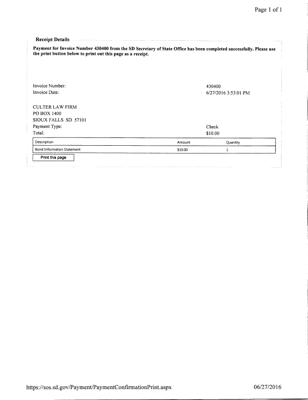 Page 1 of 1
Receipt Details
Payment for Invoice Number 430400 from the SD Secretary of State Office has been completed successfully. Please use
the print button below to print out this page as a receipt.
Invoice Number: 430400
Invoice Date: 6/27/2016 3:53:01 PM
CULTER LAW FIRM
PO BOX 1400
SIOUX FALLS SD 57101
Payment Type: Check
Total: $10.00
Description Amount Quantity
Bond Information Statement $10.00 1
Print this page
https://sos.sd.gov/Payment/PaymentConfirmationPrint.aspx 06/27/2016